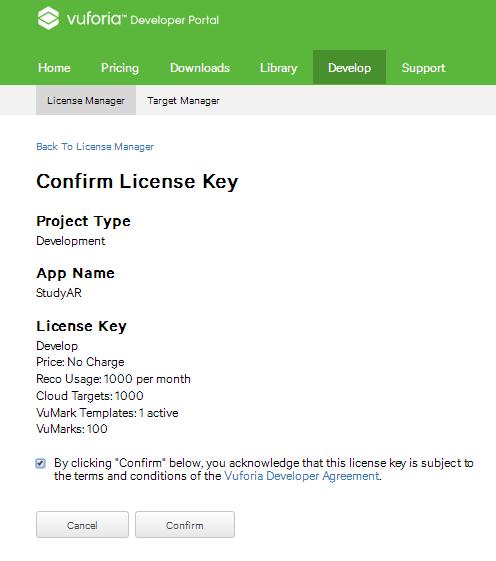 vuforia™ Developer Portal
Home Pricing Downloads Library Develop Support
License Manager Target Manager
Back To License Manager
Confirm License Key
Project Type
Development
App Name
StudyAR
License Key
Develop
Price: No Charge
Reco Usage: 1000 per month
Cloud Targets: 1000
VuMark Templates: 1 active
VuMarks: 100
By clicking "Confirm" below, you acknowledge that this license key is subject to
the terms and conditions of the Vuforia Developer Agreement.
Cancel Confirm